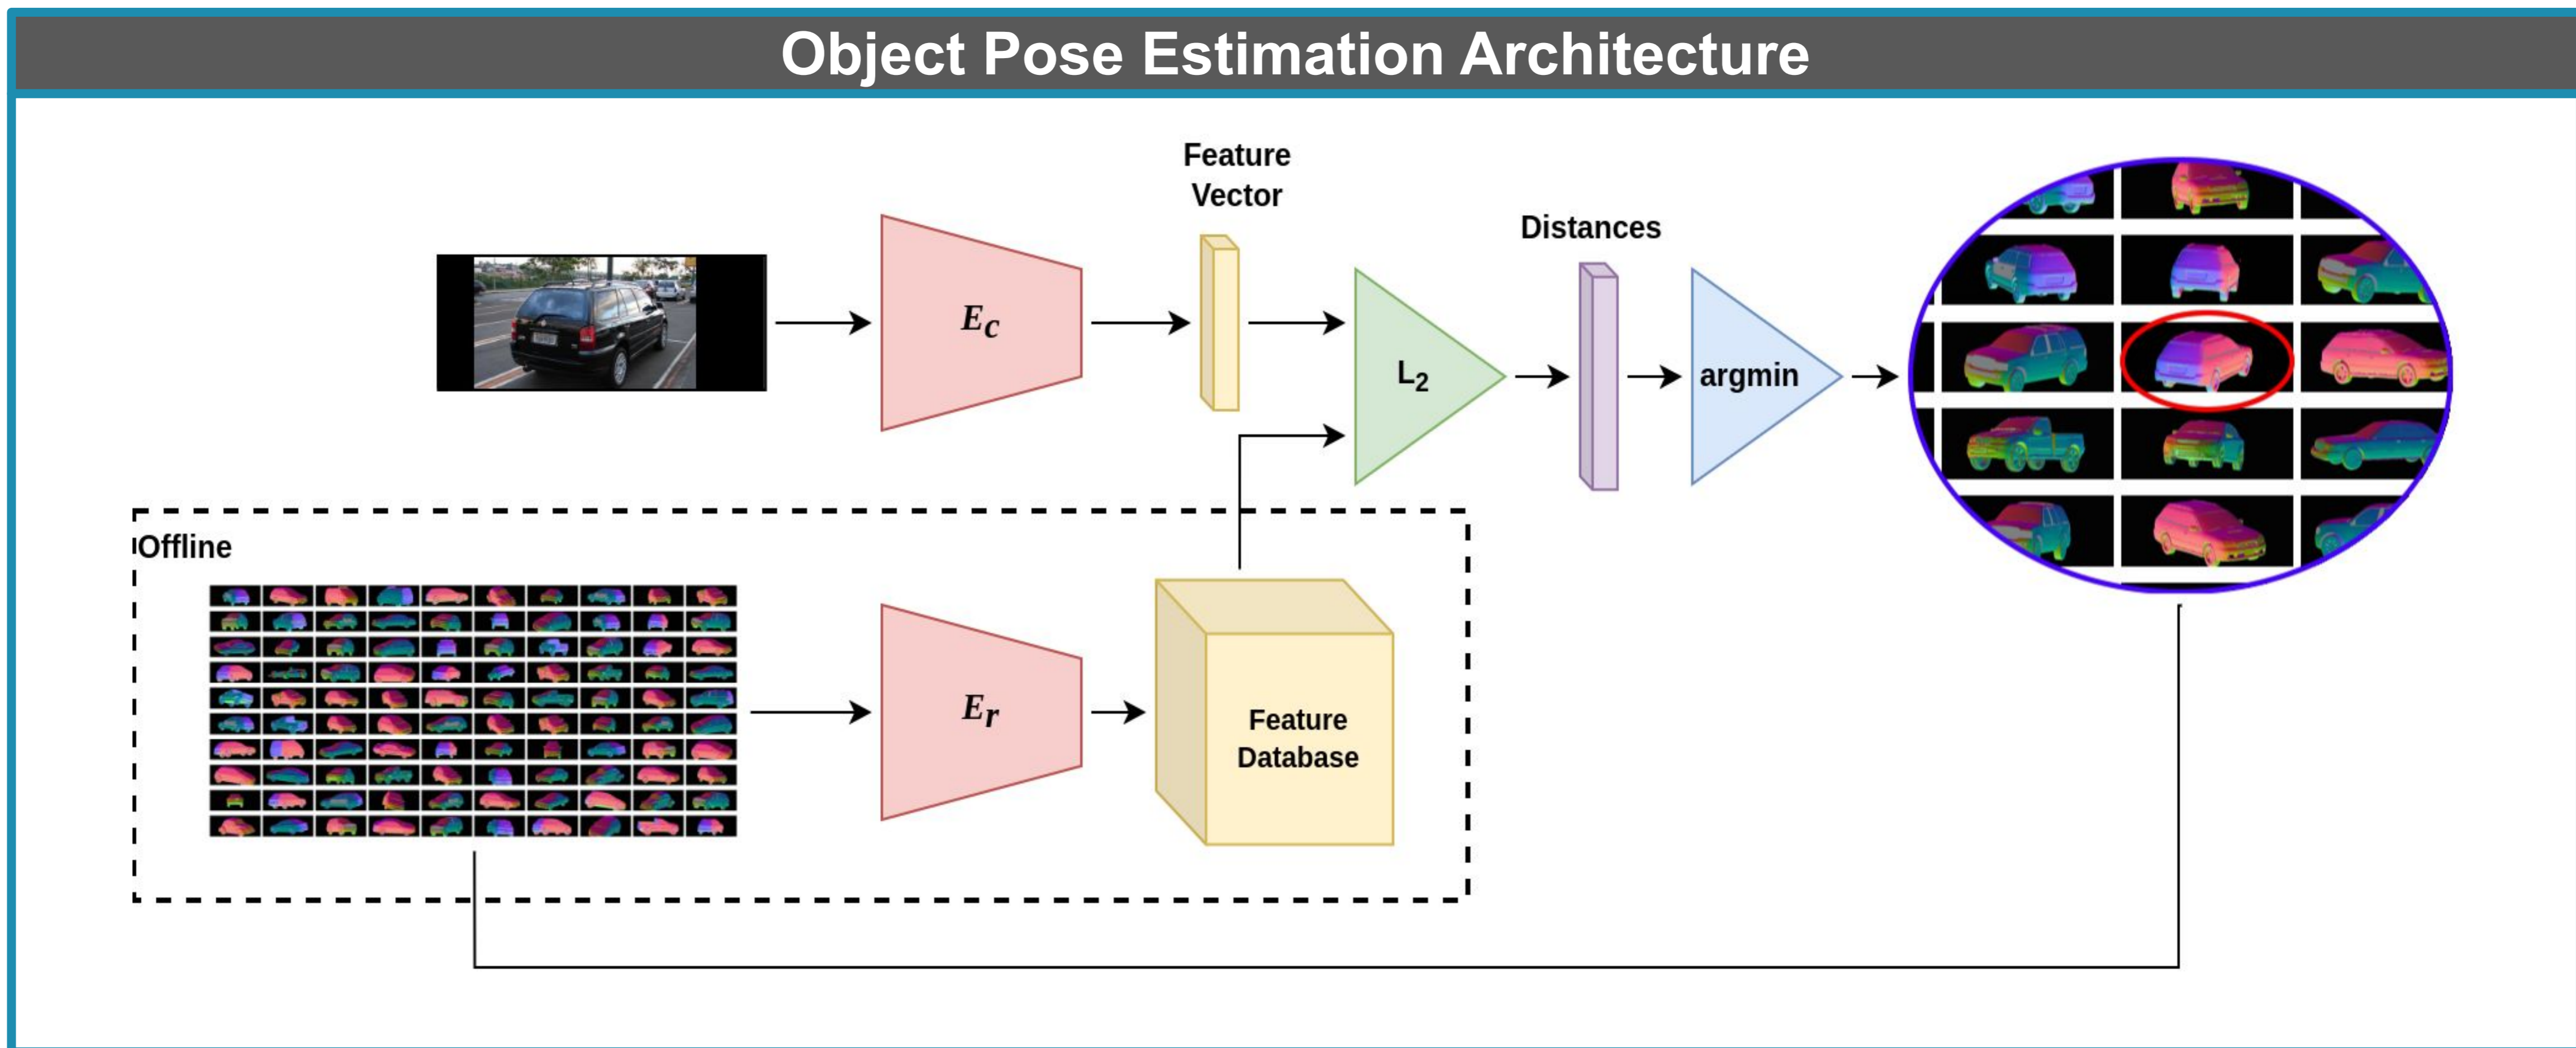 Object Pose Estimation Architecture
Feature
Vector
Distances
E_c
L_2
argmin
Offline
E_r
Feature
Database